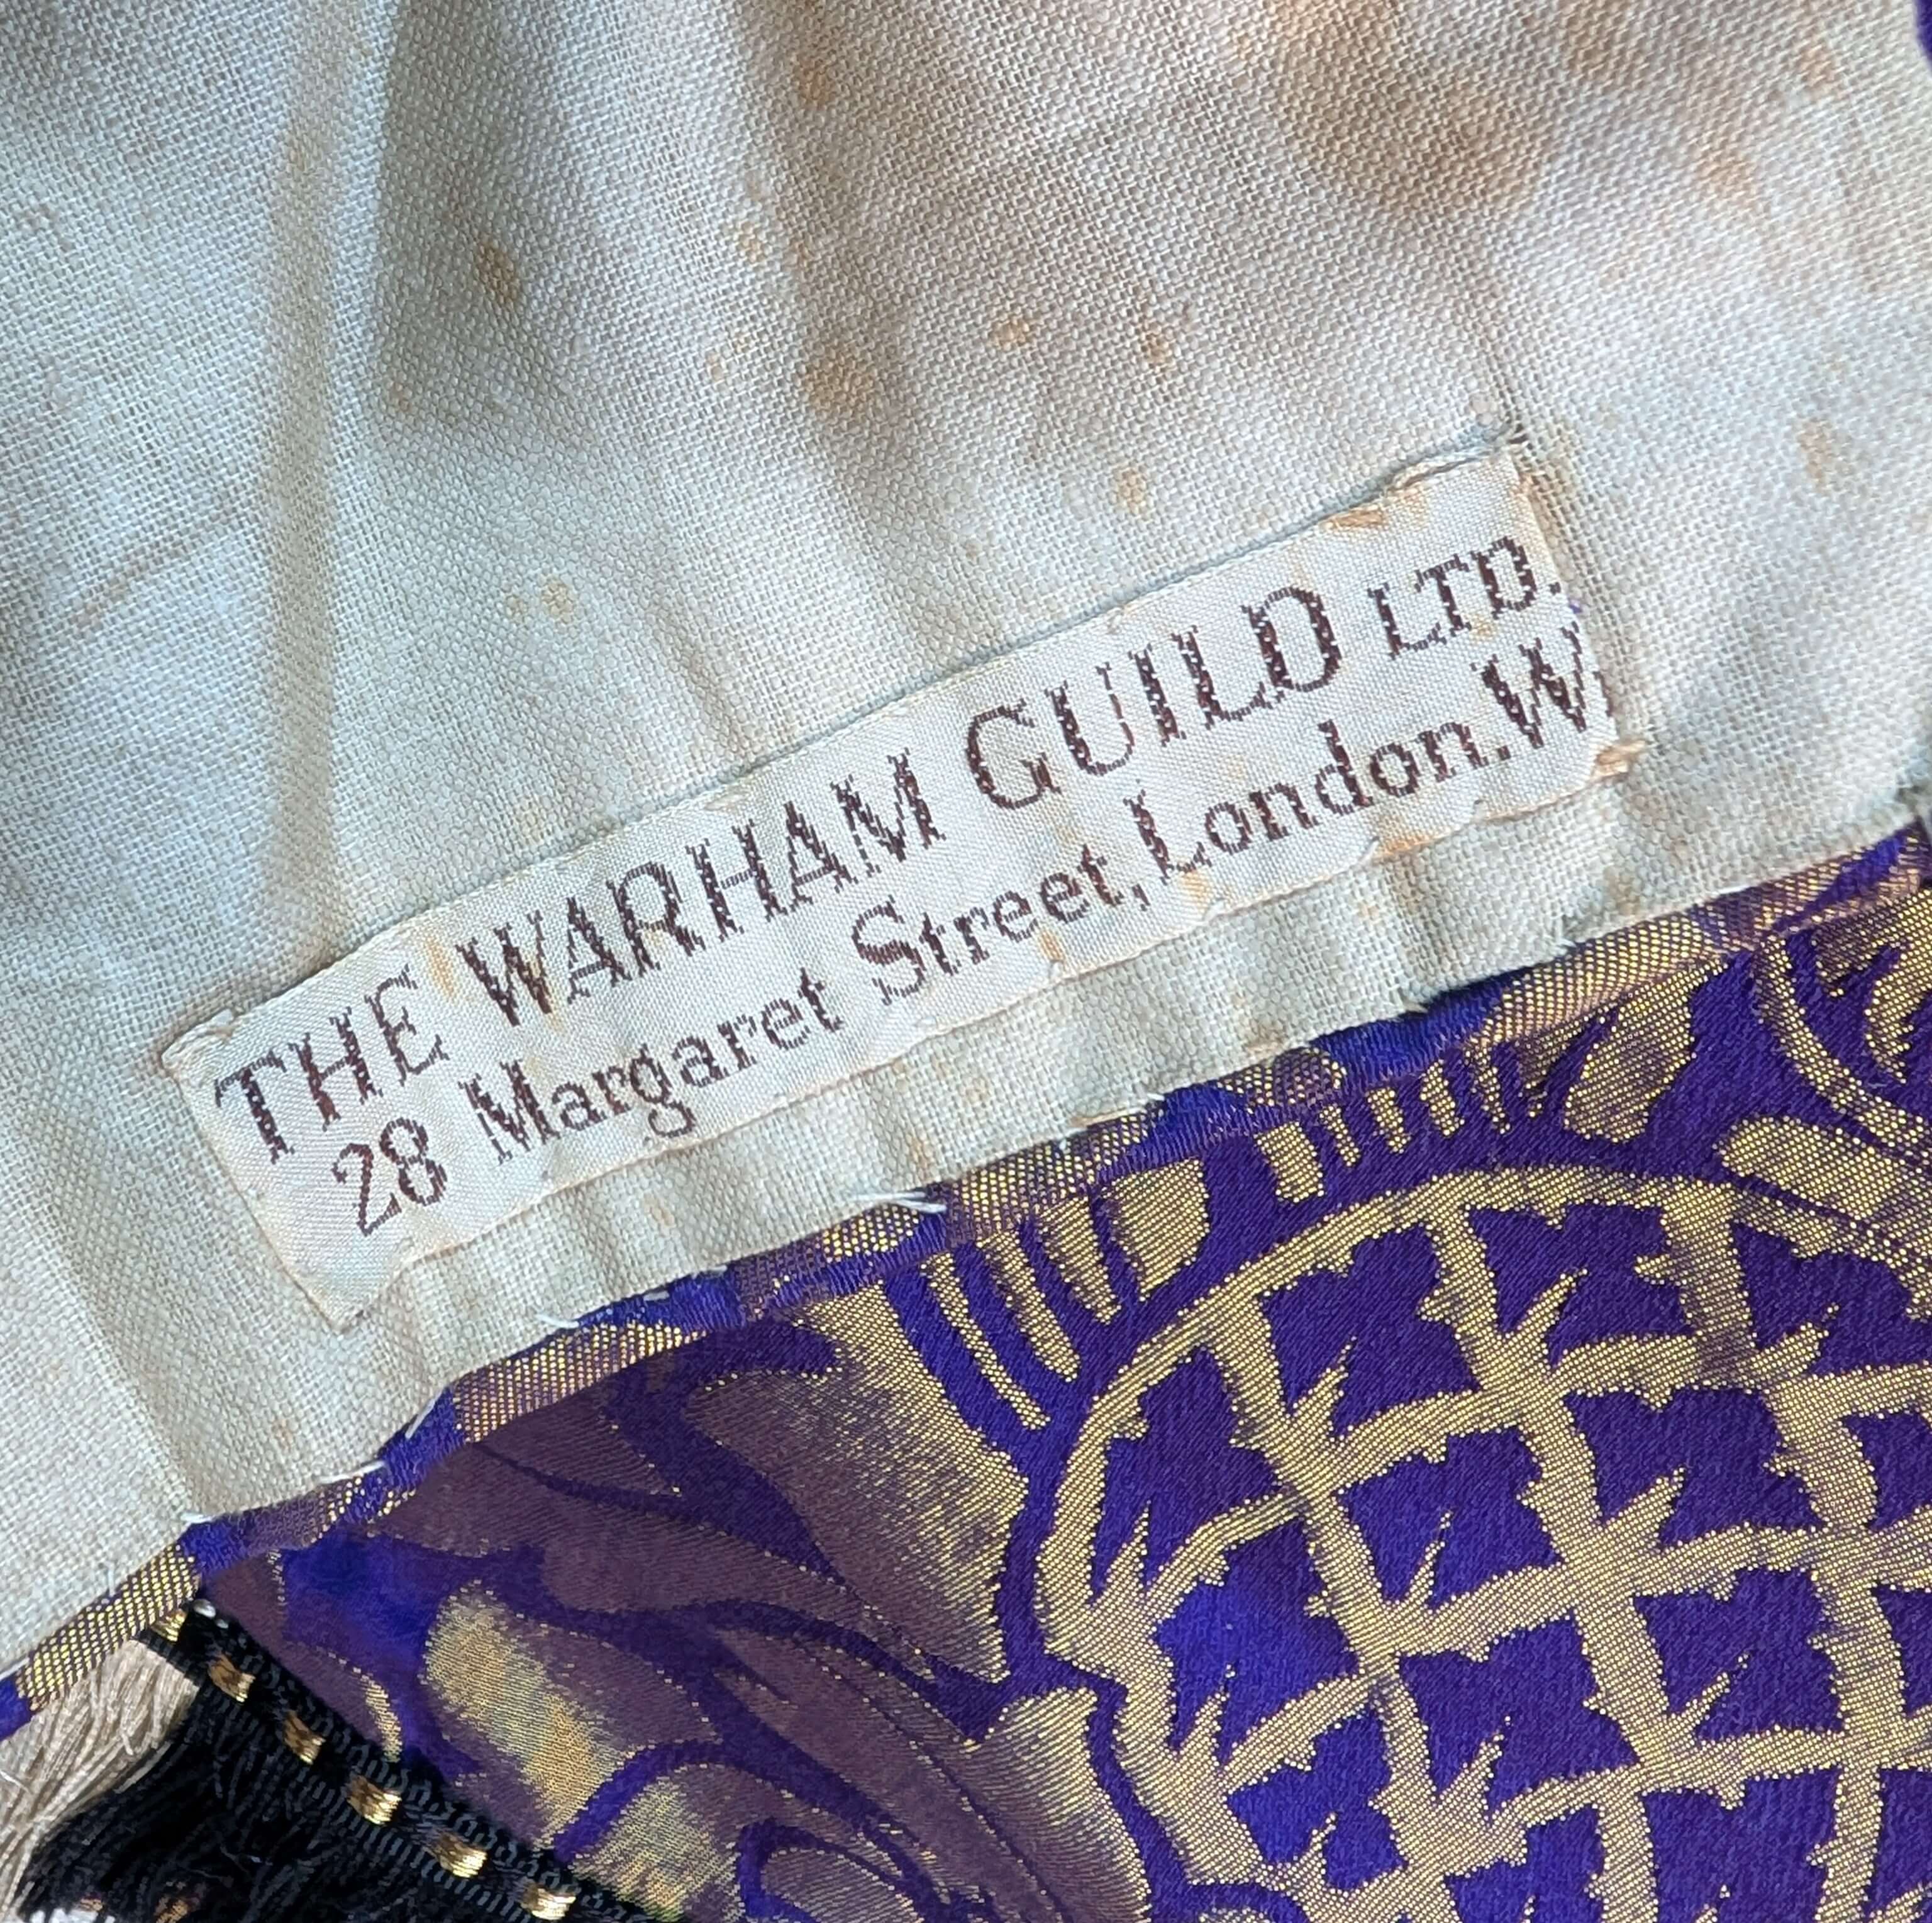 THE WARHAM GUILD LTD.
28 Margaret Street, London.W